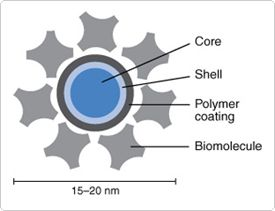 Core
Shell
Polymer
coating
Biomolecule
15–20 nm